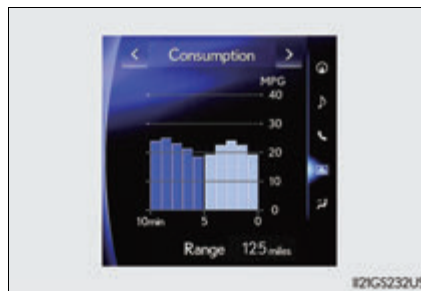 < Consumption >
MPG
40
30
20
10
0
10min 5 0
Range 125 miles
II21GS232US